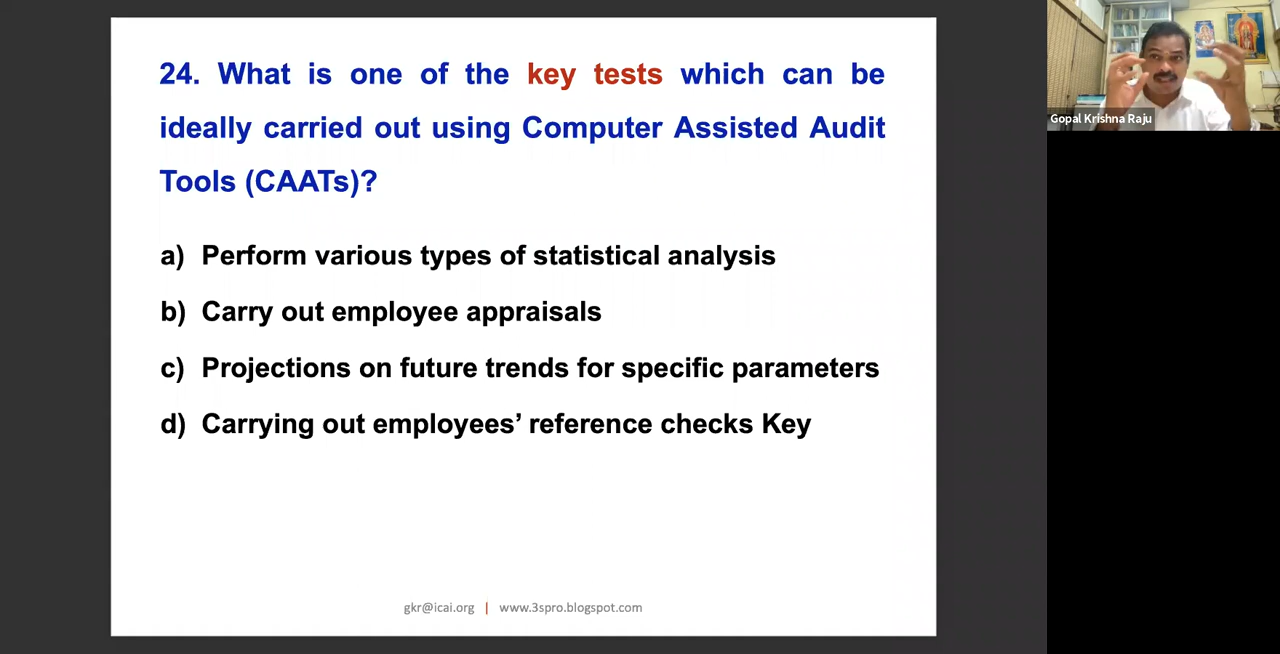 24. What is one of the key tests which can be
ideally carried out using Computer Assisted Audit
Tools (CAATs)?
a) Perform various types of statistical analysis
b) Carry out employee appraisals
c) Projections on future trends for specific parameters
d) Carrying out employees’ reference checks Key
gkr@icai.org | www.3spro.blogspot.com
Gopal Krishna Raju